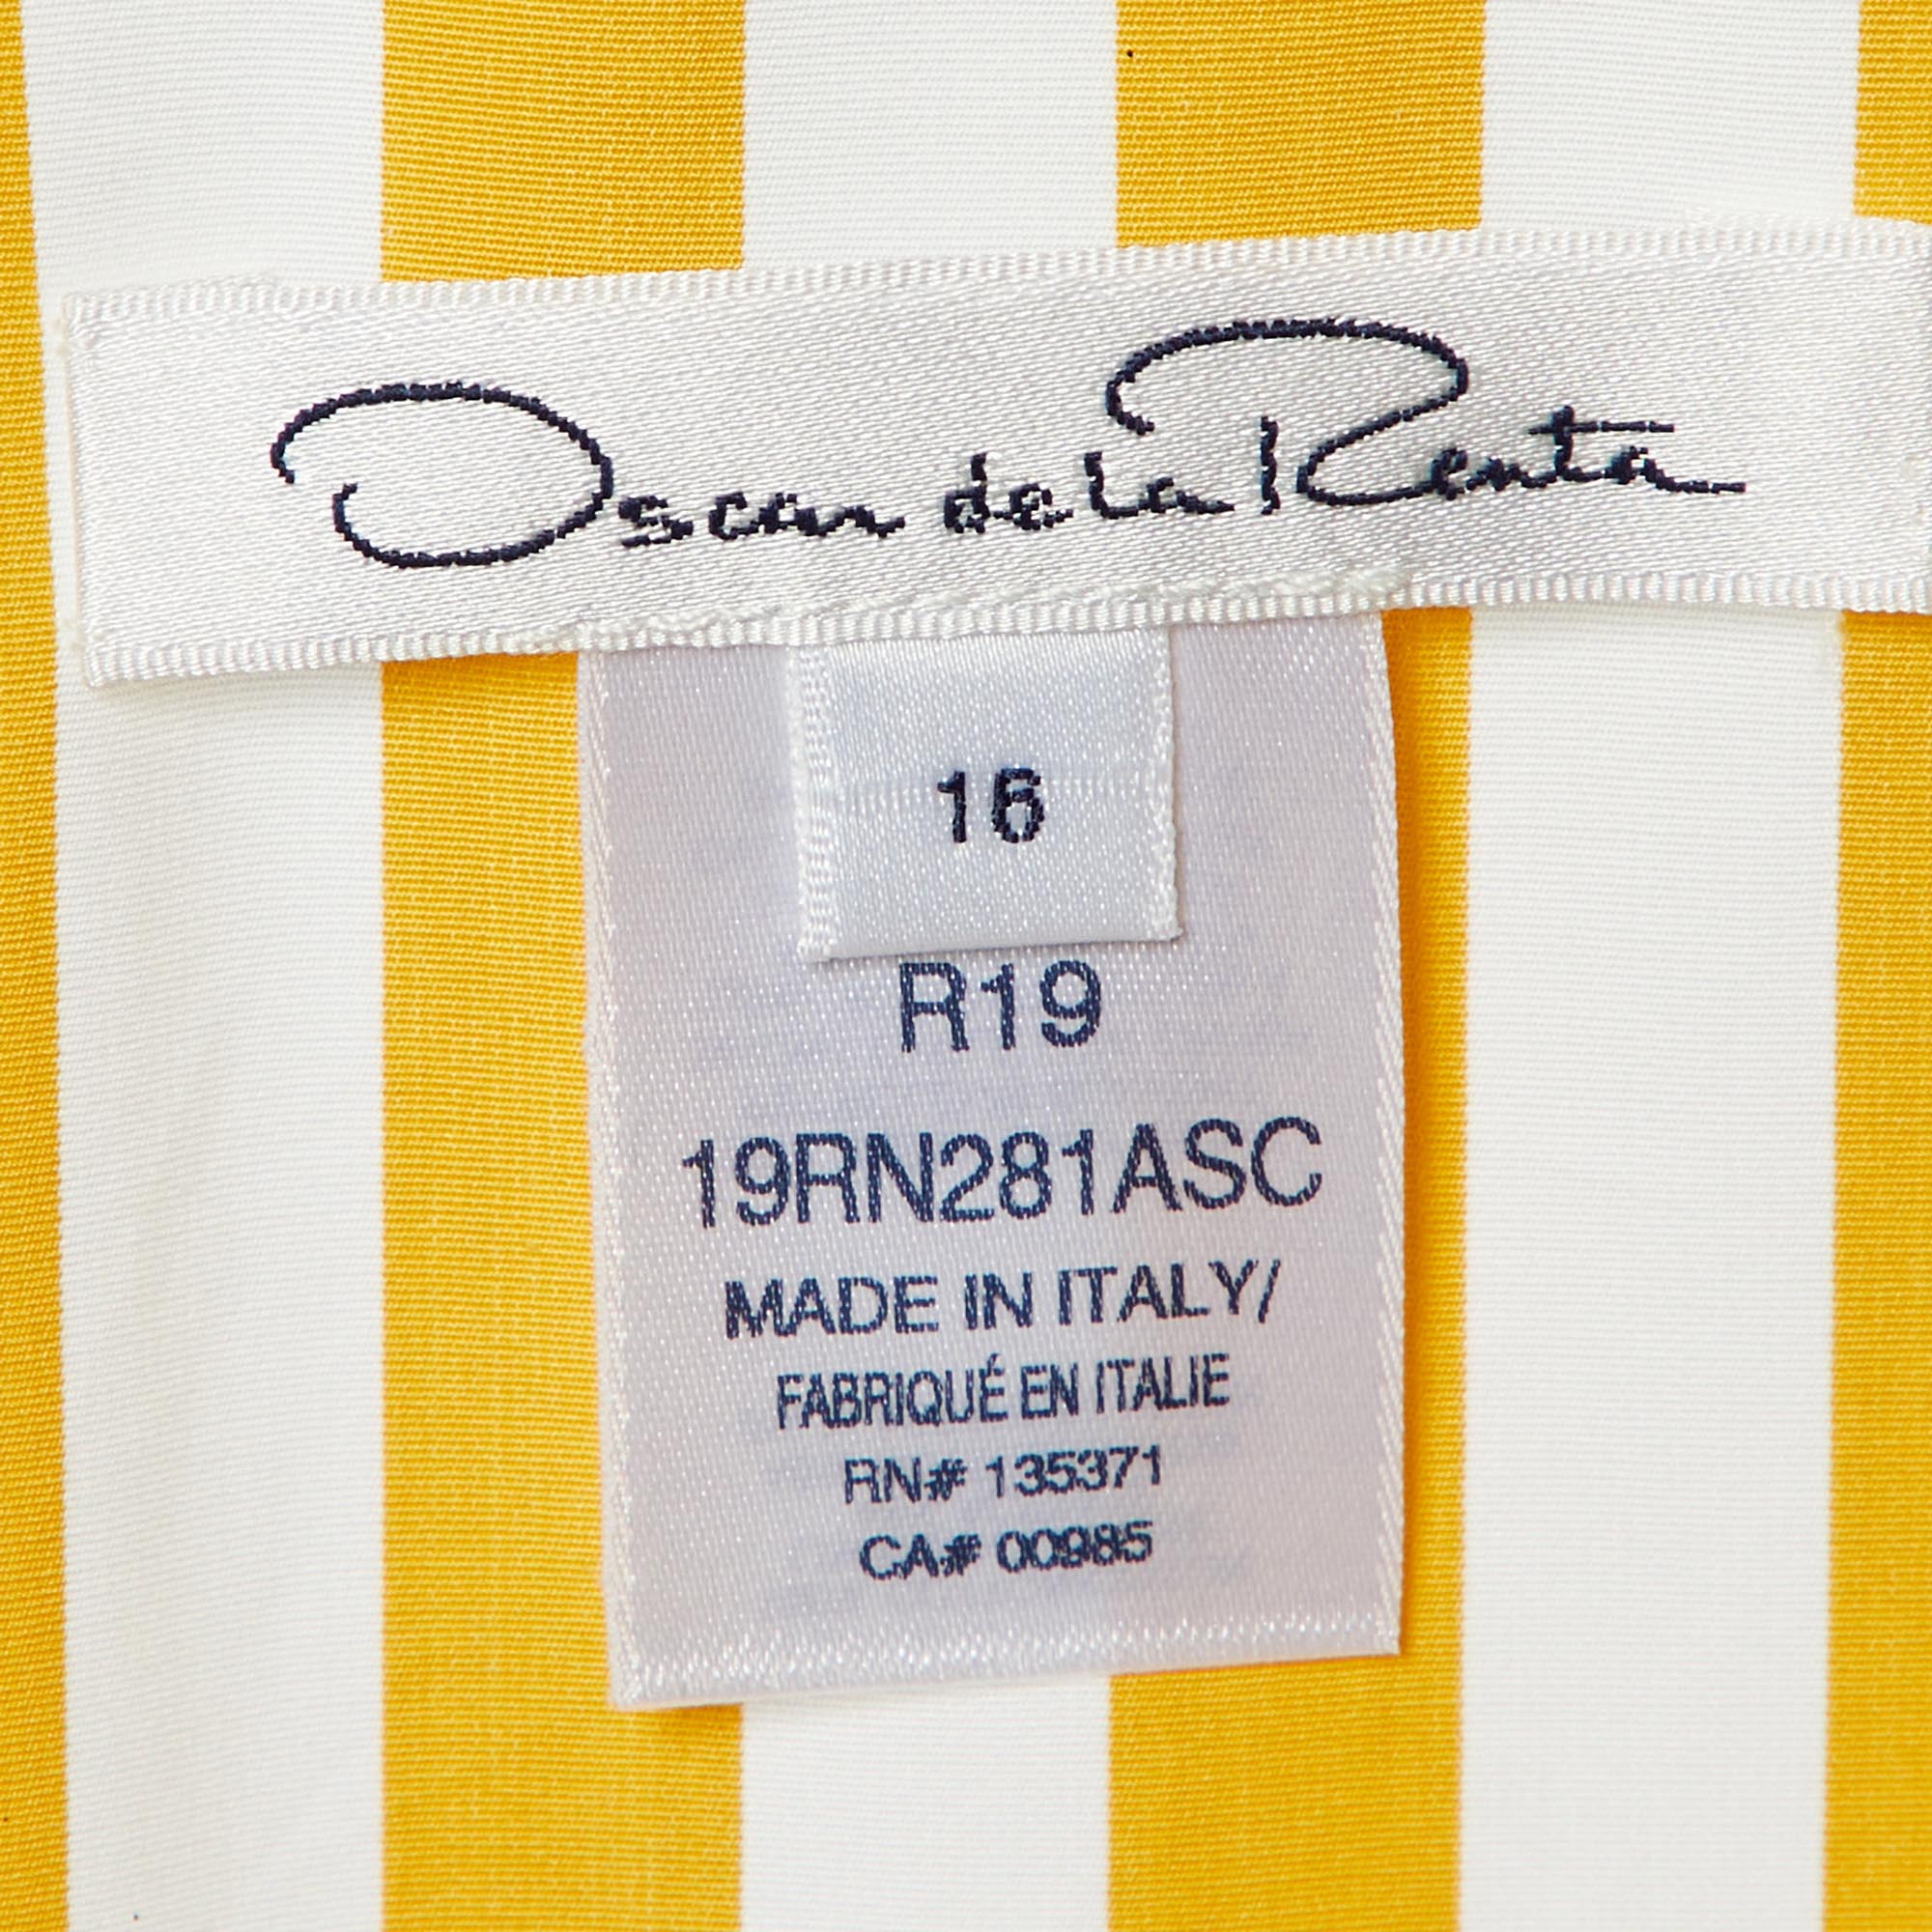 Oscar de la Renta
16
R19
19RN281ASC
MADE IN ITALY/
FABRIQUÉ EN ITALIE
RN# 135371
CA# 00985